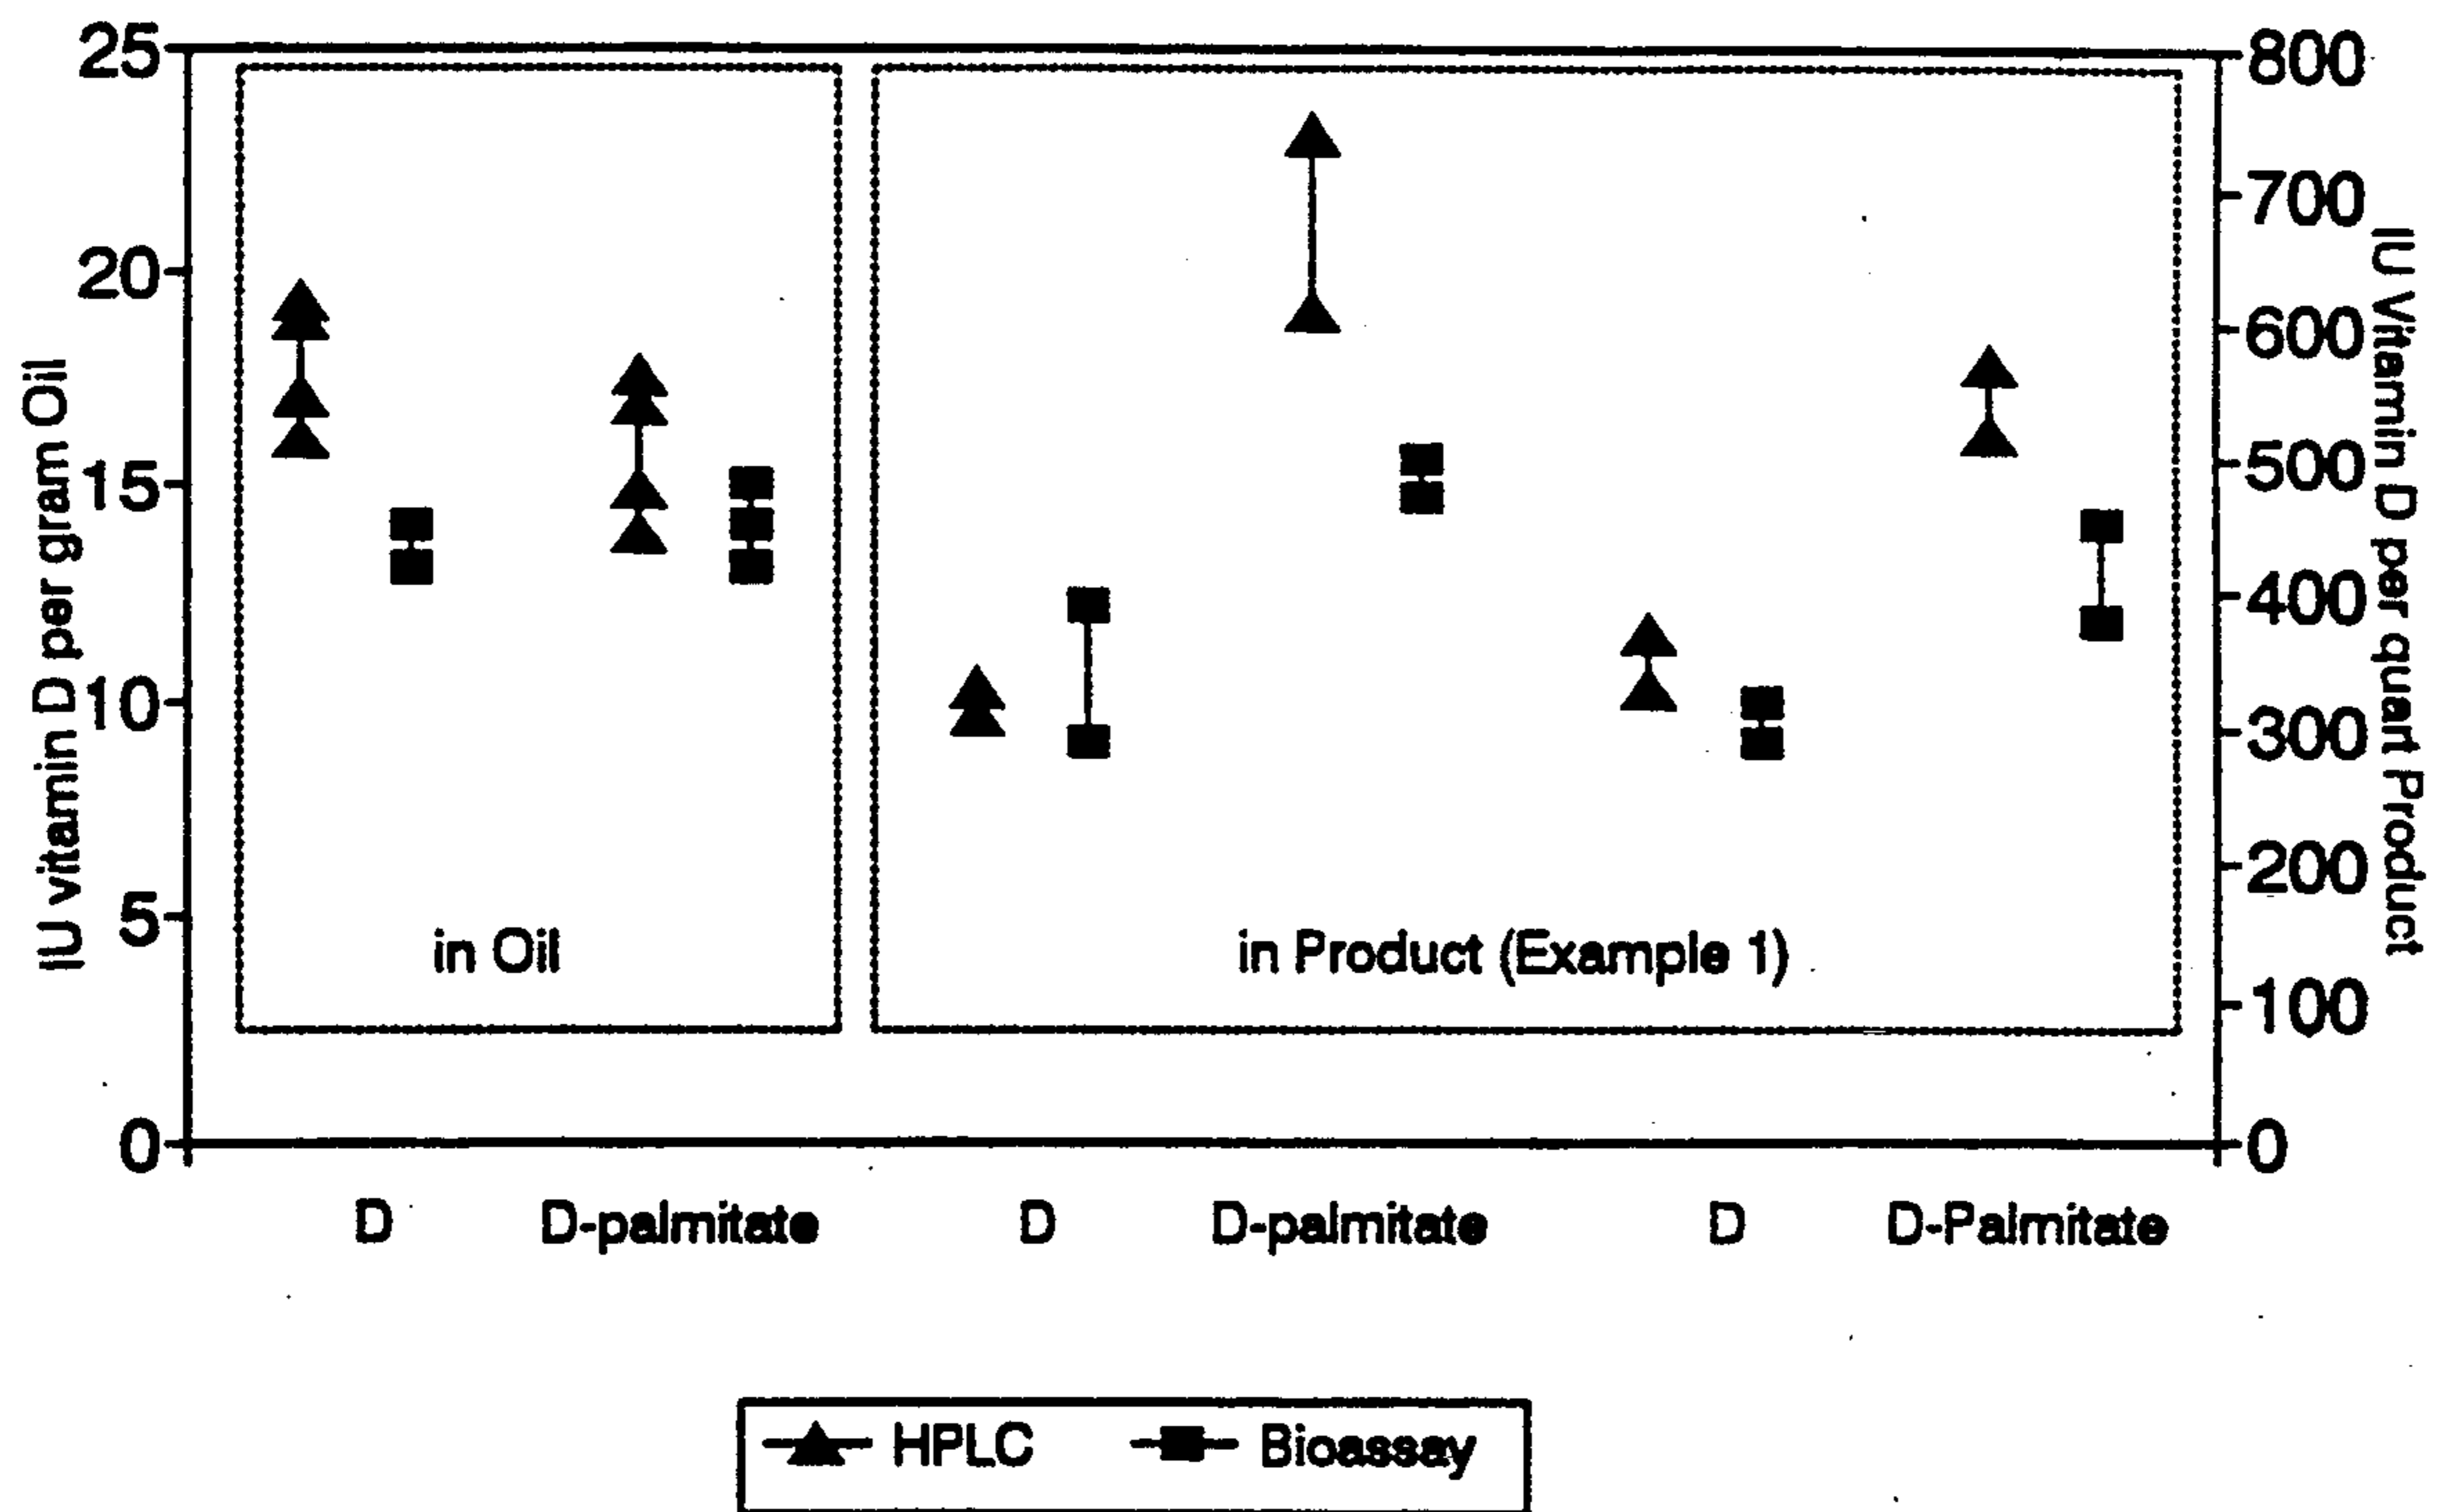 25
20
15
10
5
0
IU vitamin D per gram Oil
800
700
600
500
400
300
200
100
0
IU Vitamin D per quart Product
in Oil
in Product (Example 1)
D
D-palmitate
D
D-palmitate
D
D-Palmitate
HPLC
Bioassay